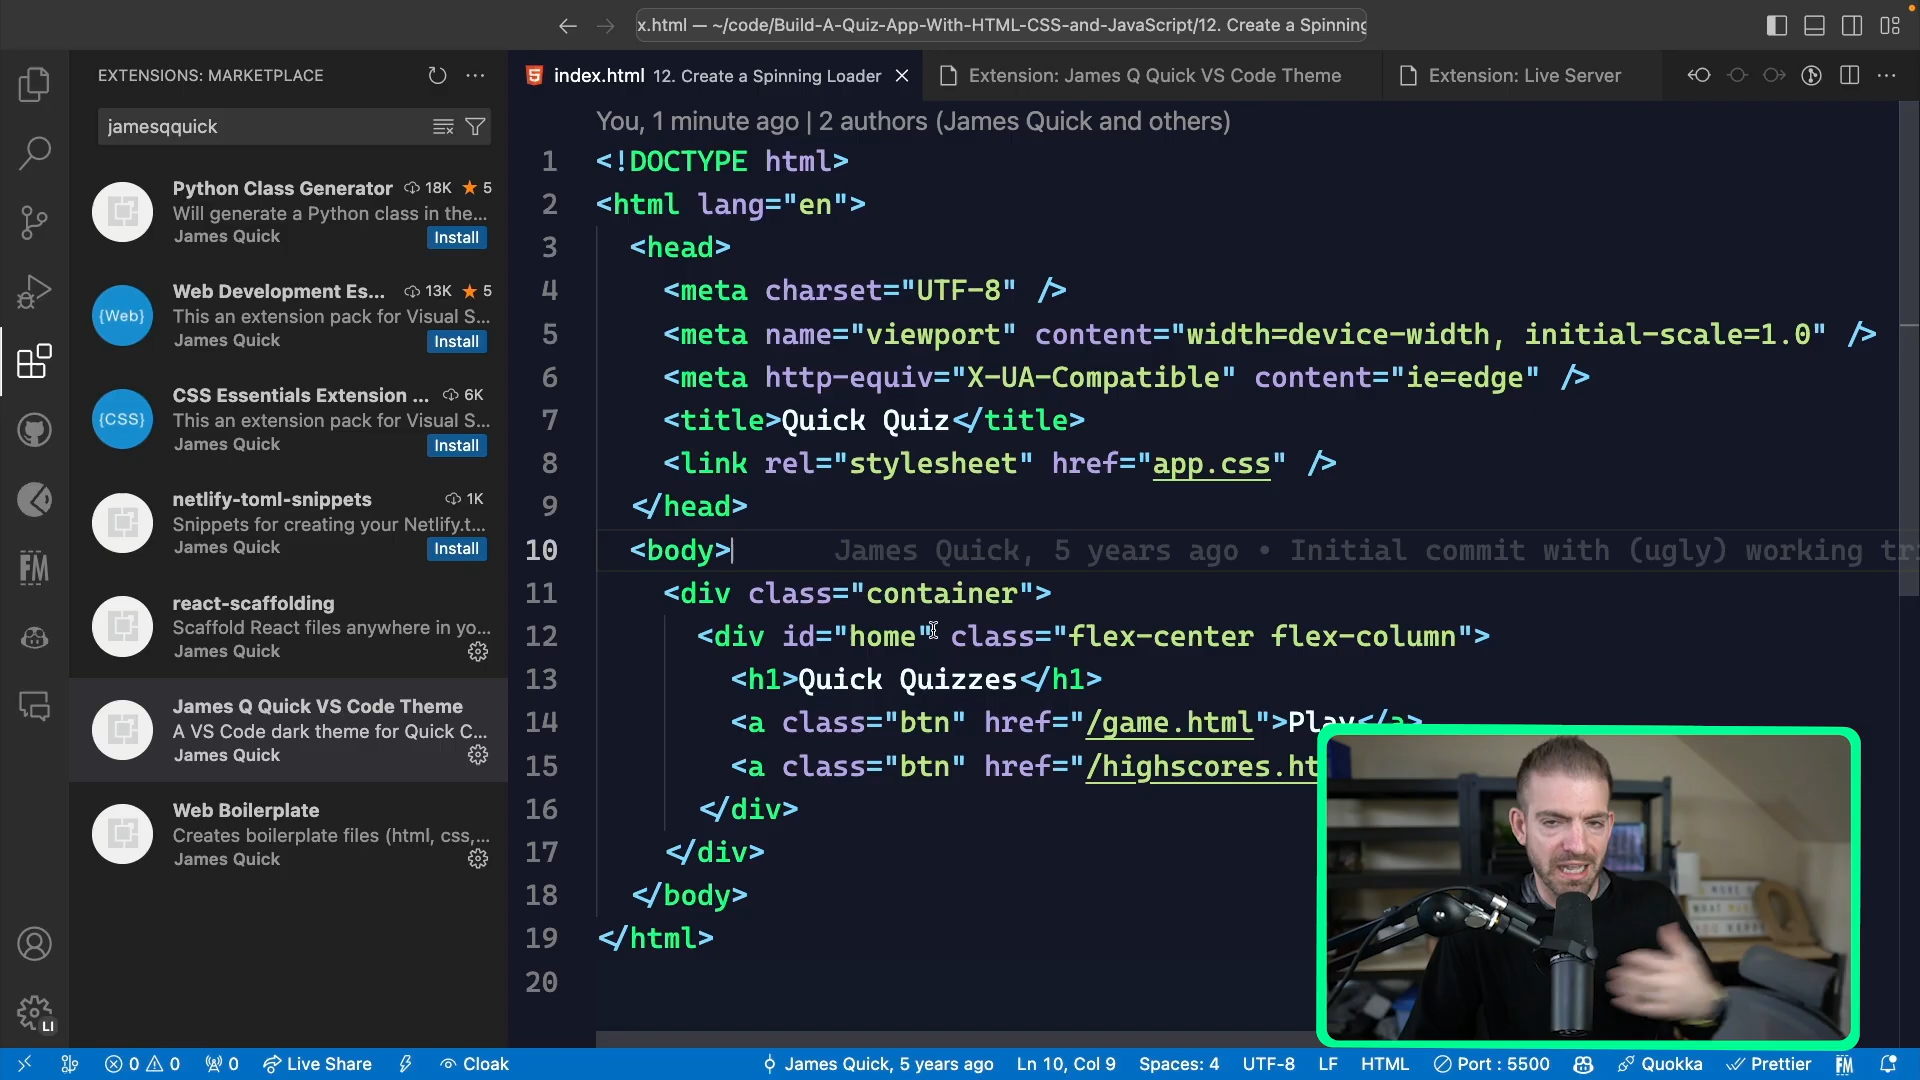 x.html — ~/code/Build-A-Quiz-App-With-HTML-CSS-and-JavaScript/12. Create a Spinning
EXTENSIONS: MARKETPLACE
index.html 12. Create a Spinning Loader
Extension: James Q Quick VS Code Theme
Extension: Live Server
jamesqquick
Python Class Generator 18K 5
Will generate a Python class in the...
James Quick Install
Web Development Es... 13K 5
This an extension pack for Visual S...
James Quick Install
{Web}
CSS Essentials Extension ... 6K
This an extension pack for Visual S...
James Quick Install
{CSS}
netlify-toml-snippets 1K
Snippets for creating your Netlify.t...
James Quick Install
react-scaffolding
Scaffold React files anywhere in yo...
James Quick
James Q Quick VS Code Theme
A VS Code dark theme for Quick C...
James Quick
Web Boilerplate
Creates boilerplate files (html, css,...
James Quick
FM
LI
You, 1 minute ago | 2 authors (James Quick and others)
1 <!DOCTYPE html>
2 <html lang="en">
3 <head>
4 <meta charset="UTF-8" />
5 <meta name="viewport" content="width=device-width, initial-scale=1.0" />
6 <meta http-equiv="X-UA-Compatible" content="ie=edge" />
7 <title>Quick Quiz</title>
8 <link rel="stylesheet" href="app.css" />
9 </head>
10 <body> James Quick, 5 years ago • Initial commit with (ugly) working tri
11 <div class="container">
12 <div id="home" class="flex-center flex-column">
13 <h1>Quick Quizzes</h1>
14 <a class="btn" href="/game.html">Play</a>
15 <a class="btn" href="/highscores.ht
16 </div>
17 </div>
18 </body>
19 </html>
20
0 0 0 Live Share Cloak James Quick, 5 years ago Ln 10, Col 9 Spaces: 4 UTF-8 LF HTML Port : 5500 Quokka Prettier FM